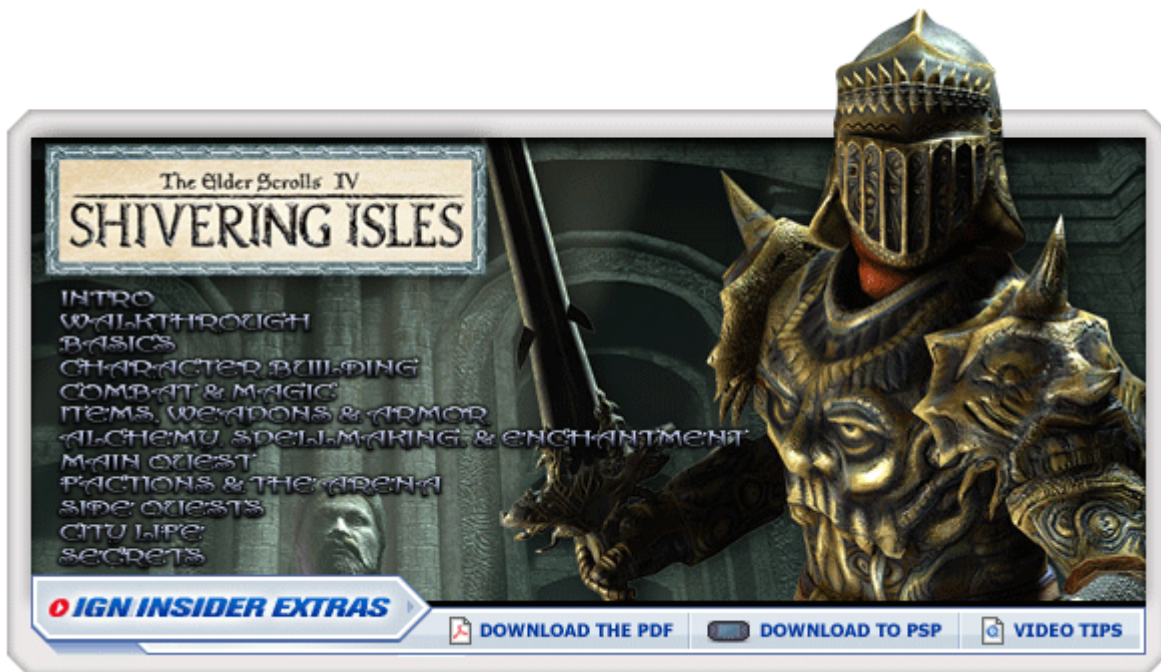 The Elder Scrolls IV
SHIVERING ISLES
INTRO
WALKTHROUGH
BASICS
CHARACTER BUILDING
COMBAT & MAGIC
ITEMS, WEAPONS & ARMOR
ALCHEMY, SPELLMAKING, & ENCHANTMENT
MAIN QUEST
FACTIONS & THE ARENA
SIDE QUESTS
CITY LIFE
SECRETS
IGN INSIDER EXTRAS
DOWNLOAD THE PDF
DOWNLOAD TO PSP
VIDEO TIPS